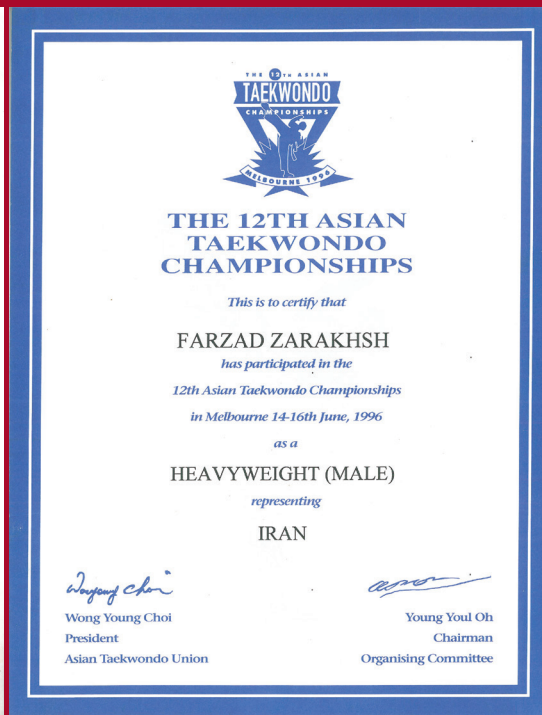 THE 12TH ASIAN
TAEKWONDO
CHAMPIONSHIPS
MELBOURNE 1996
THE 12TH ASIAN
TAEKWONDO
CHAMPIONSHIPS
This is to certify that
FARZAD ZARAKHSH
has participated in the
12th Asian Taekwondo Championships
in Melbourne 14-16th June, 1996
as a
HEAVYWEIGHT (MALE)
representing
IRAN
Wong Young Choi
President
Asian Taekwondo Union
Young Youl Oh
Chairman
Organising Committee